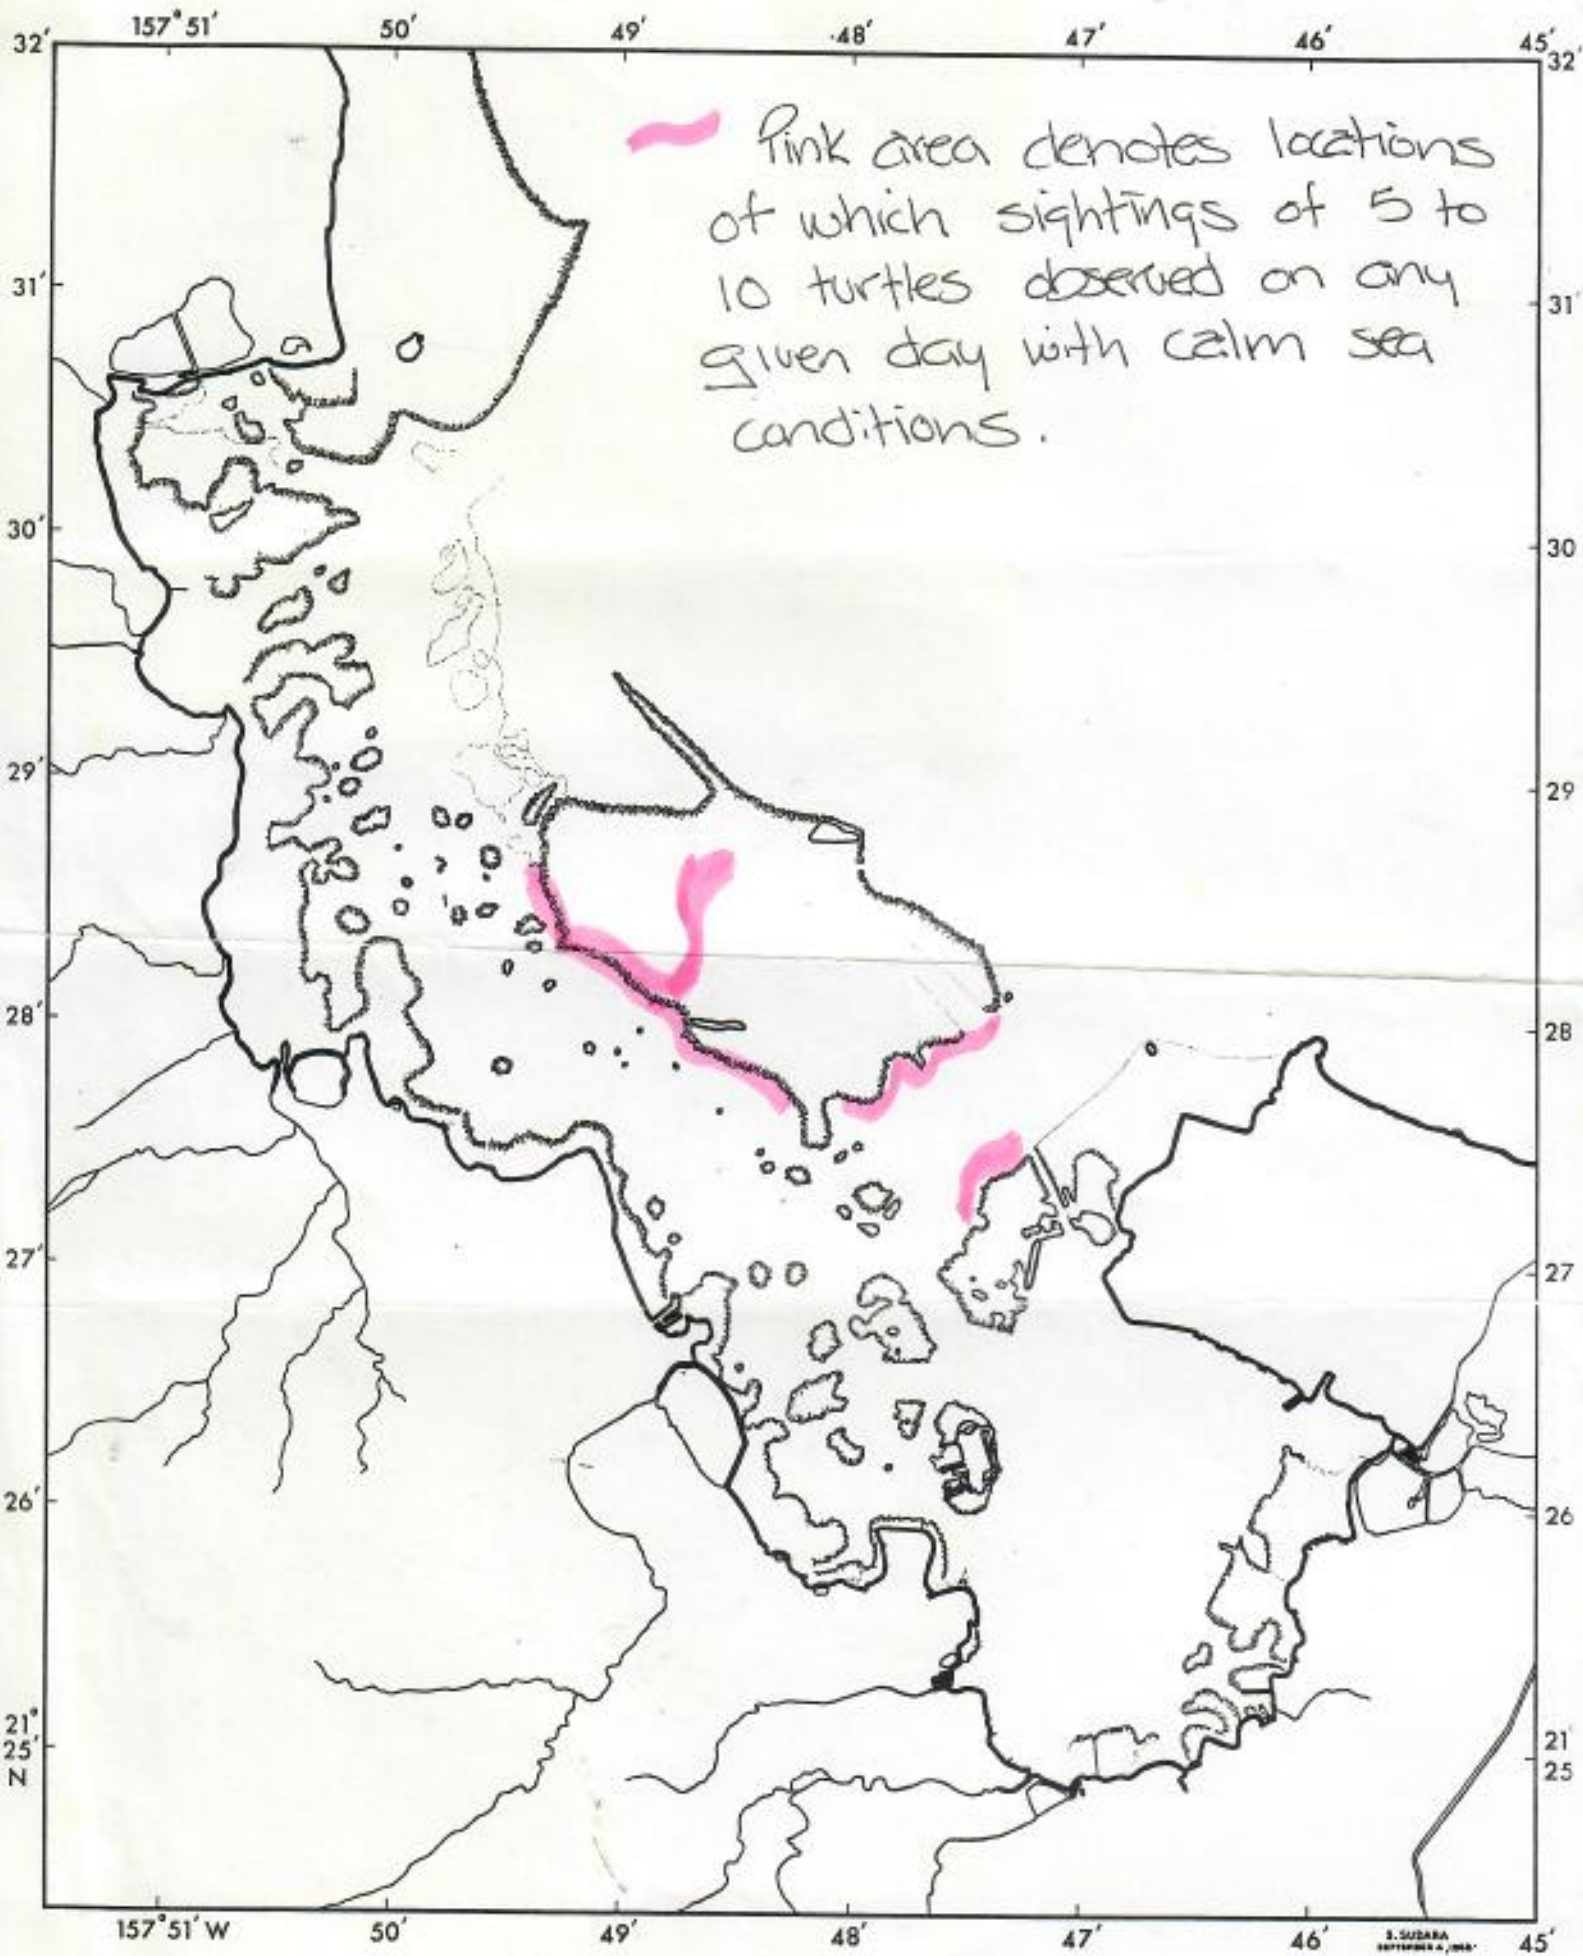 157°51' 50' 49' 48' 47' 46' 45'
32' 32'
Pink area denotes locations
of which sightings of 5 to
10 turtles observed on any
given day with calm sea
conditions.
31' 31'
30' 30
29' 29
28' 28
27' 27
26' 26
21°
25'
N
21'
25
157°51' W 50' 49' 48' 47' 46' 45'
S. SUDARA